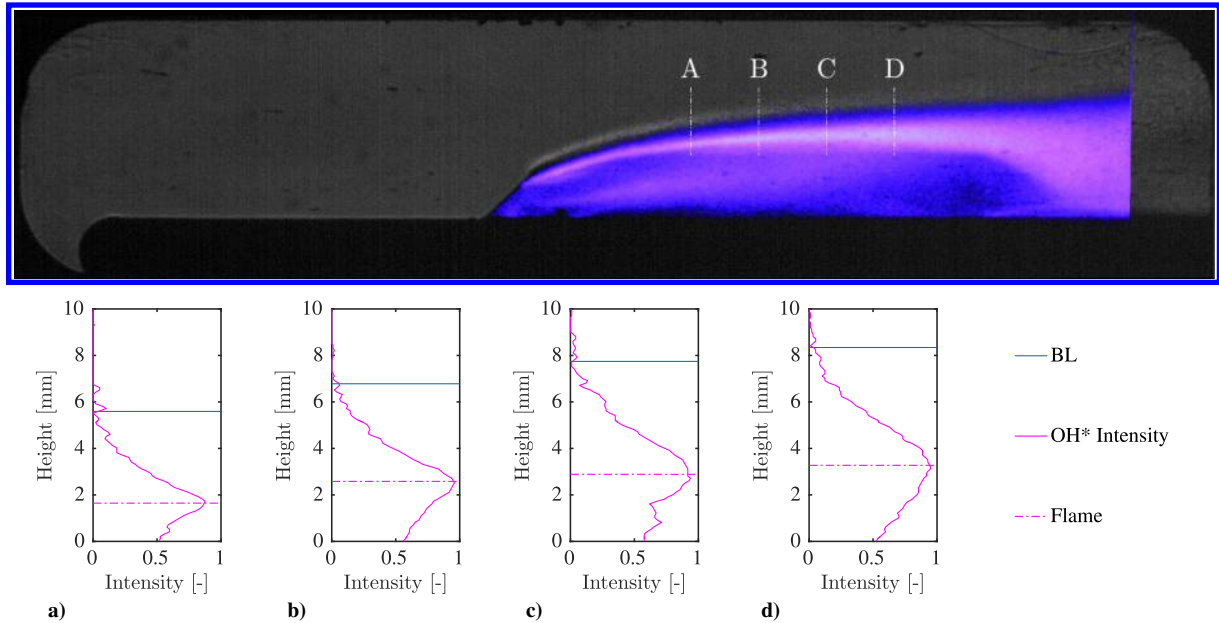 A B C D
10 10 10 10
8 8 8 8
BL
6 6 6 6
Height [mm] Height [mm] Height [mm] Height [mm]
OH* Intensity
4 4 4 4
2 2 2 2
Flame
0 0 0 0
0 0.5 1 0 0.5 1 0 0.5 1 0 0.5 1
Intensity [-] Intensity [-] Intensity [-] Intensity [-]
a) b) c) d)